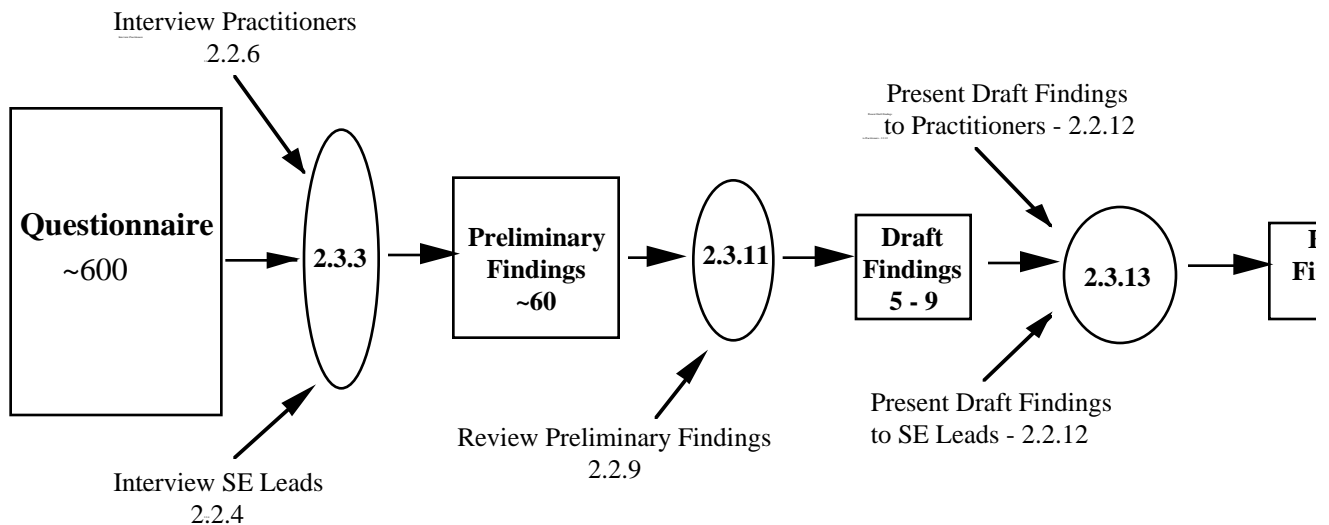 Interview Practitioners
2.2.6
Present Draft Findings
to Practitioners - 2.2.12
Questionnaire
~600
2.3.3
Preliminary
Findings
~60
2.3.11
Draft
Findings
5 - 9
2.3.13
Fi
Review Preliminary Findings
2.2.9
Present Draft Findings
to SE Leads - 2.2.12
Interview SE Leads
2.2.4